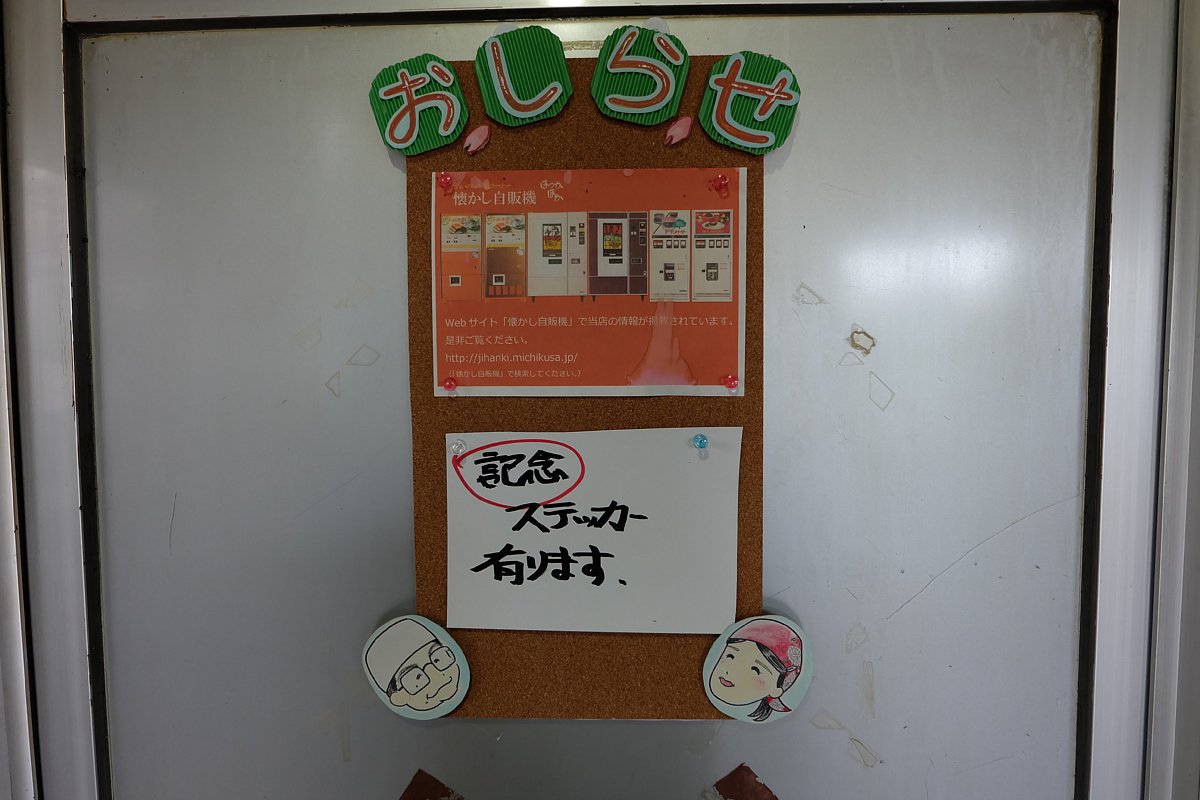 おしらせ
懐かし自販機
Webサイト「懐かし自販機」で当店の情報が掲載されています。
是非ご覧ください。
http://jihanki.michikusa.jp/
(「懐かし自販機」で検索してください。)
記念
ステッカー
有ります.